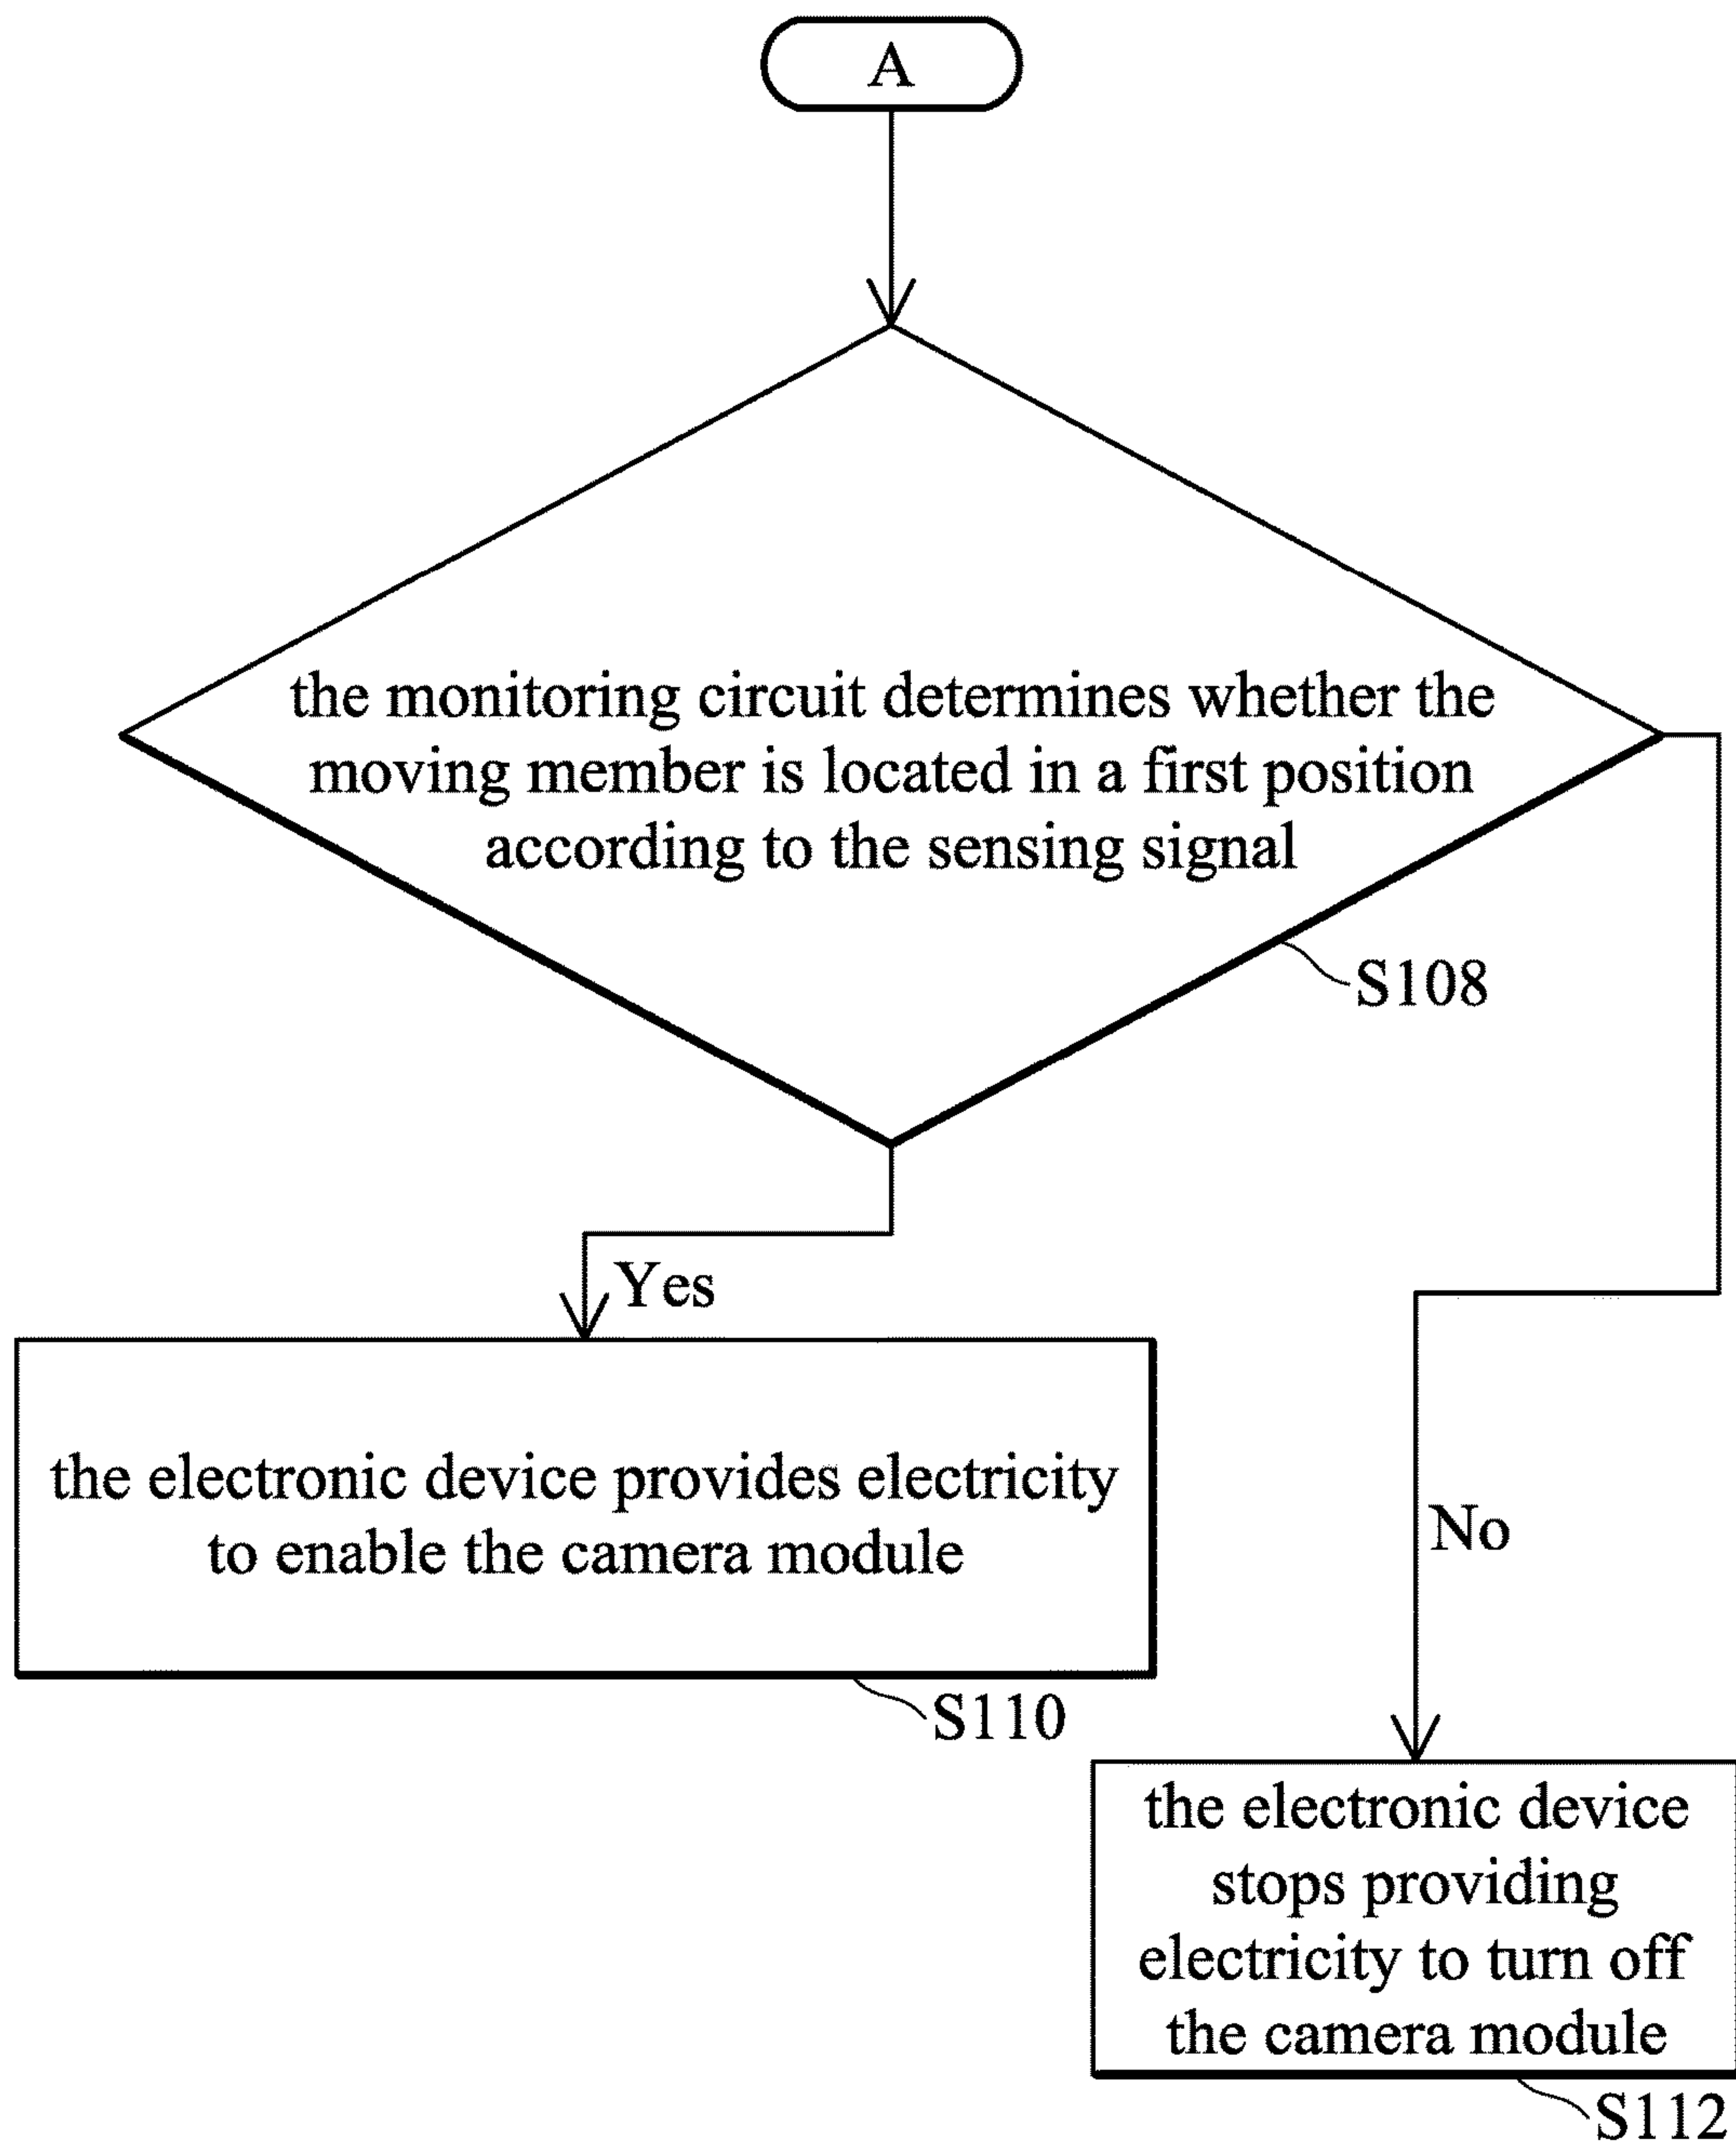 A
the monitoring circuit determines whether the
moving member is located in a first position
according to the sensing signal
S108
Yes
the electronic device provides electricity
to enable the camera module
S110
No
the electronic device
stops providing
electricity to turn off
the camera module
S112